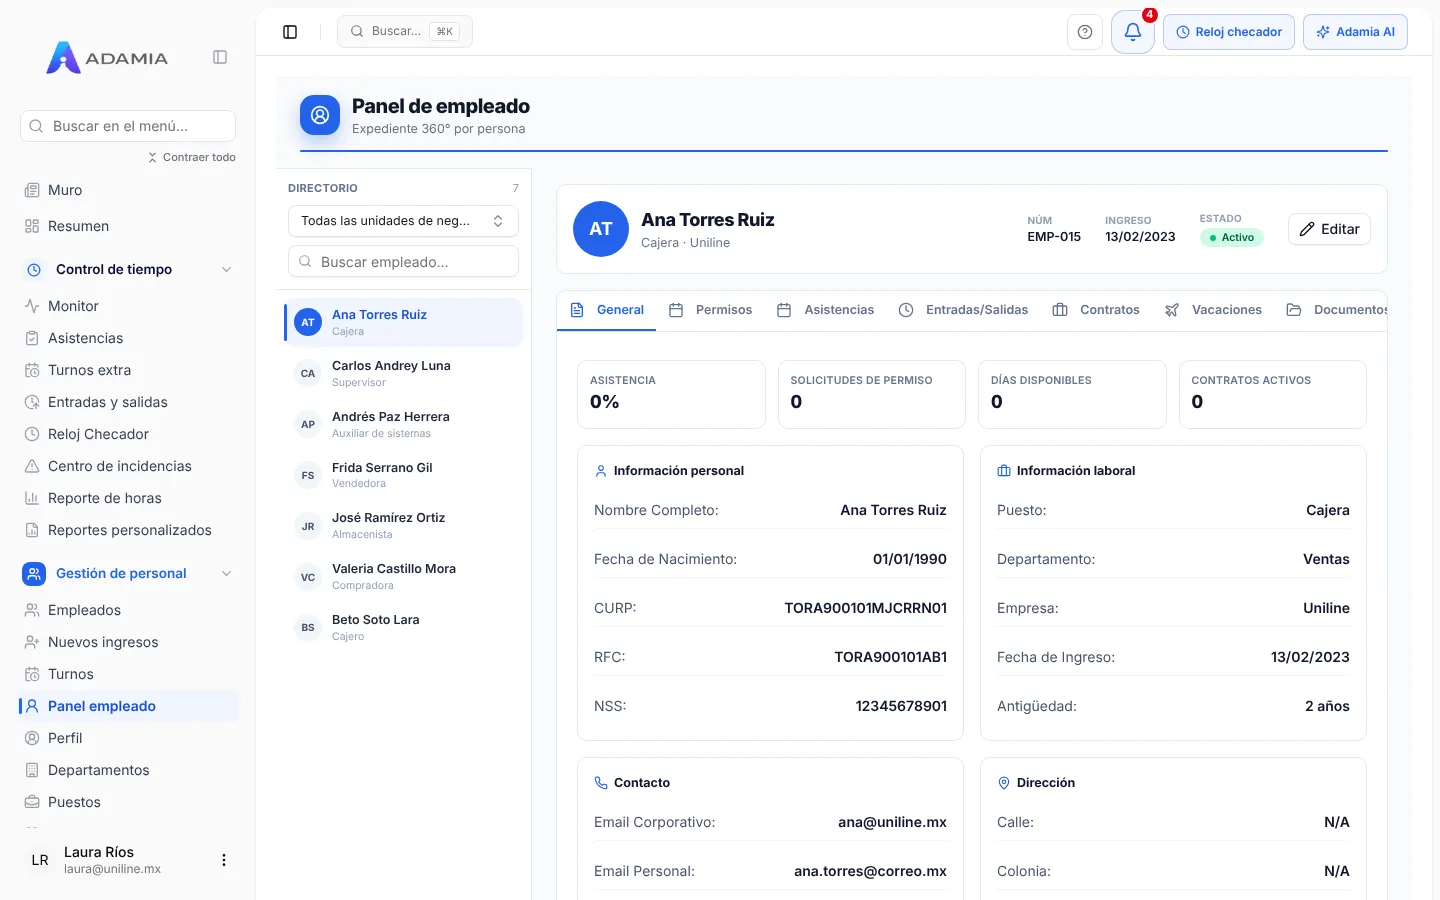 ADAMIA
Buscar en el menú...
Contraer todo
Muro
Resumen
Control de tiempo
Monitor
Asistencias
Turnos extra
Entradas y salidas
Reloj Checador
Centro de incidencias
Reporte de horas
Reportes personalizados
Gestión de personal
Empleados
Nuevos ingresos
Turnos
Panel empleado
Perfil
Departamentos
Puestos
LR
Laura Ríos
laura@uniline.mx
Buscar... ⌘K
4
Reloj checador
Adamia AI
Panel de empleado
Expediente 360° por persona
DIRECTORIO 7
Todas las unidades de neg...
Buscar empleado...
AT
Ana Torres Ruiz
Cajera
CA
Carlos Andrey Luna
Supervisor
AP
Andrés Paz Herrera
Auxiliar de sistemas
FS
Frida Serrano Gil
Vendedora
JR
José Ramírez Ortiz
Almacenista
VC
Valeria Castillo Mora
Compradora
BS
Beto Soto Lara
Cajero
AT
Ana Torres Ruiz
Cajera · Uniline
NÚM
EMP-015
INGRESO
13/02/2023
ESTADO
Activo
Editar
General Permisos Asistencias Entradas/Salidas Contratos Vacaciones Documentos
ASISTENCIA
0%
SOLICITUDES DE PERMISO
0
DÍAS DISPONIBLES
0
CONTRATOS ACTIVOS
0
Información personal
Nombre Completo: Ana Torres Ruiz
Fecha de Nacimiento: 01/01/1990
CURP: TORA900101MJCRRN01
RFC: TORA900101AB1
NSS: 12345678901
Información laboral
Puesto: Cajera
Departamento: Ventas
Empresa: Uniline
Fecha de Ingreso: 13/02/2023
Antigüedad: 2 años
Contacto
Email Corporativo: ana@uniline.mx
Email Personal: ana.torres@correo.mx
Dirección
Calle: N/A
Colonia: N/A